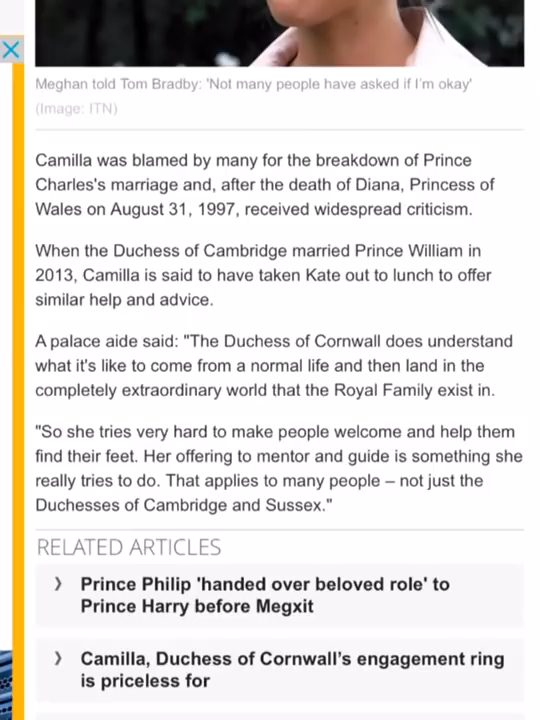 Meghan told Tom Bradby: 'Not many people have asked if I'm okay'
(Image: ITN)
Camilla was blamed by many for the breakdown of Prince
Charles's marriage and, after the death of Diana, Princess of
Wales on August 31, 1997, received widespread criticism.
When the Duchess of Cambridge married Prince William in
2013, Camilla is said to have taken Kate out to lunch to offer
similar help and advice.
A palace aide said: "The Duchess of Cornwall does understand
what it's like to come from a normal life and then land in the
completely extraordinary world that the Royal Family exist in.
"So she tries very hard to make people welcome and help them
find their feet. Her offering to mentor and guide is something she
really tries to do. That applies to many people – not just the
Duchesses of Cambridge and Sussex."
RELATED ARTICLES
Prince Philip 'handed over beloved role' to
Prince Harry before Megxit
Camilla, Duchess of Cornwall's engagement ring
is priceless for